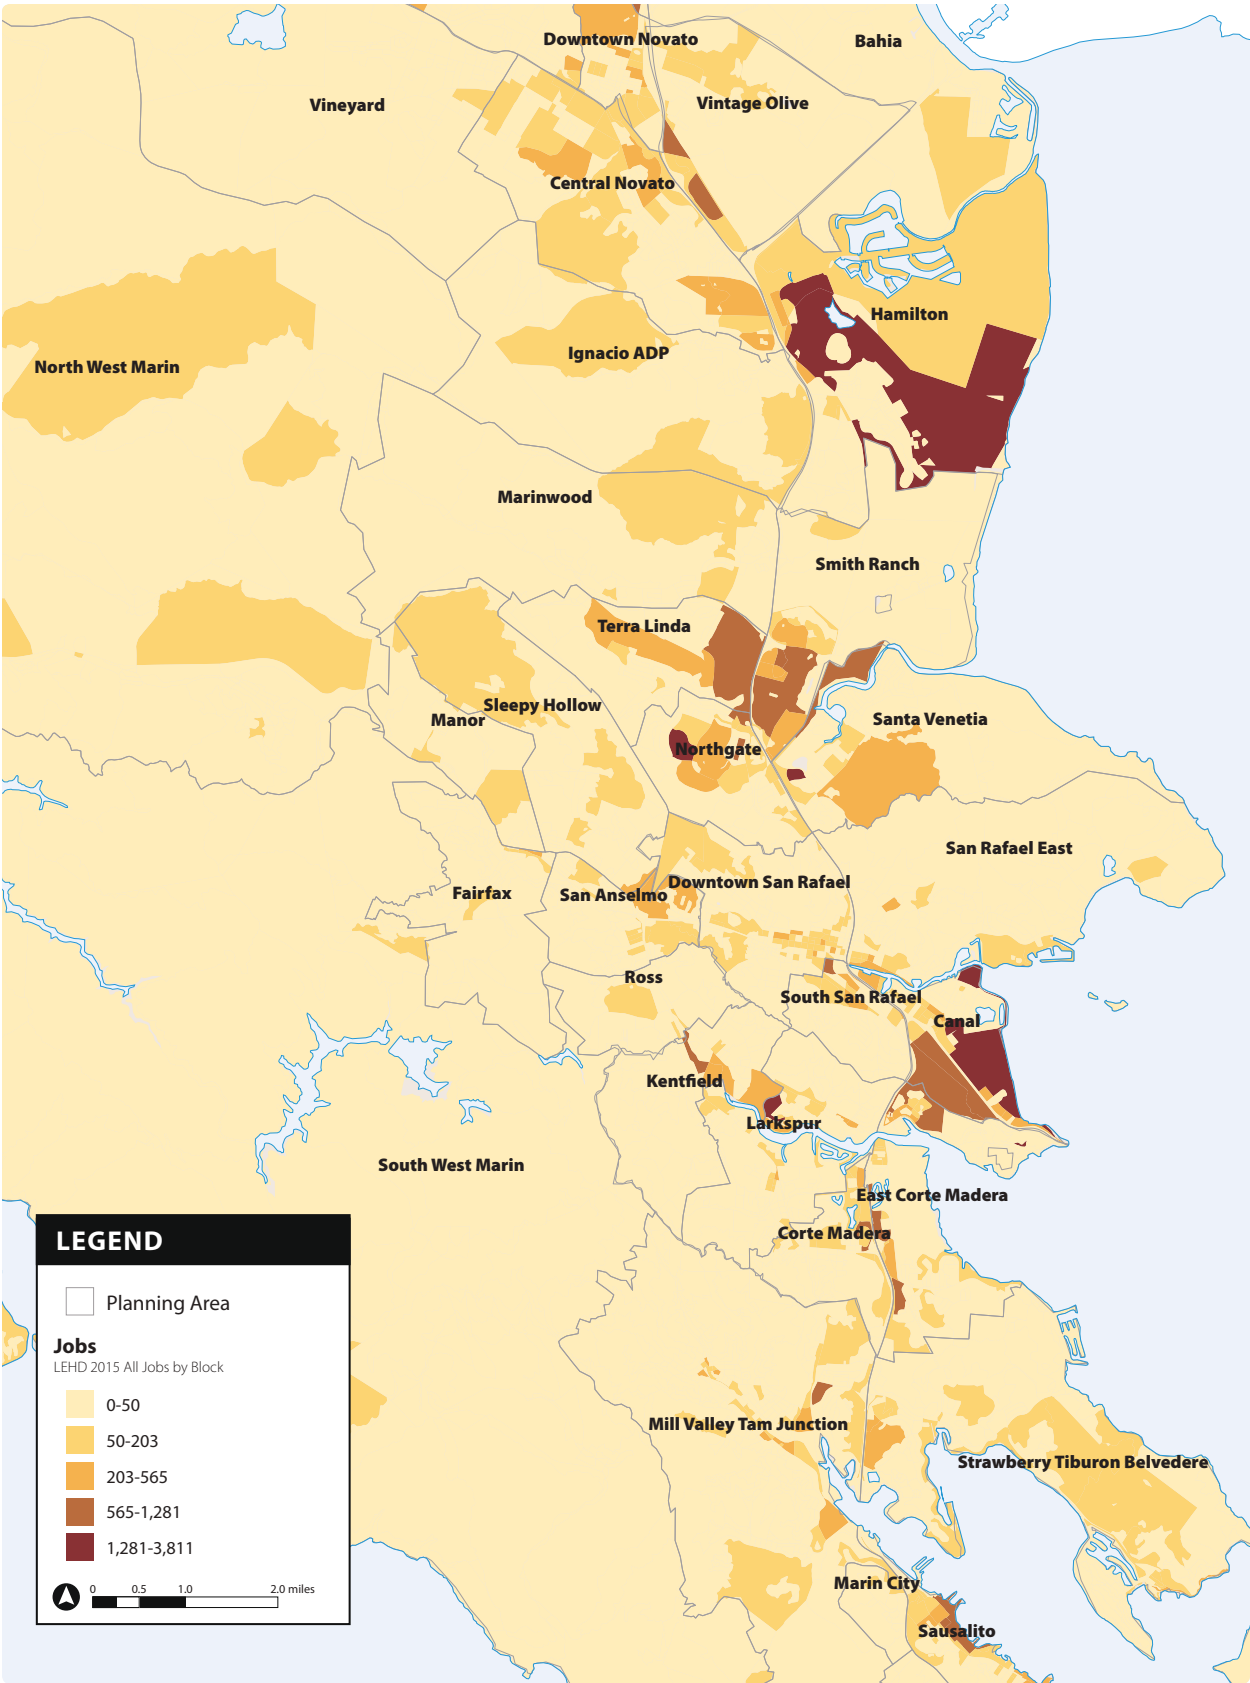 Downtown Novato
Bahia
Vineyard
Vintage Olive
Central Novato
Hamilton
Ignacio ADP
North West Marin
Marinwood
Smith Ranch
Terra Linda
Sleepy Hollow
Manor
Santa Venetia
Northgate
San Rafael East
Downtown San Rafael
Fairfax
San Anselmo
Ross
South San Rafael
Canal
Kentfield
Larkspur
South West Marin
East Corte Madera
Corte Madera
LEGEND
Planning Area
Jobs
LEHD 2015 All Jobs by Block
0-50
50-203
203-565
565-1,281
1,281-3,811
0 0.5 1.0 2.0 miles
Mill Valley Tam Junction
Strawberry Tiburon Belvedere
Marin City
Sausalito